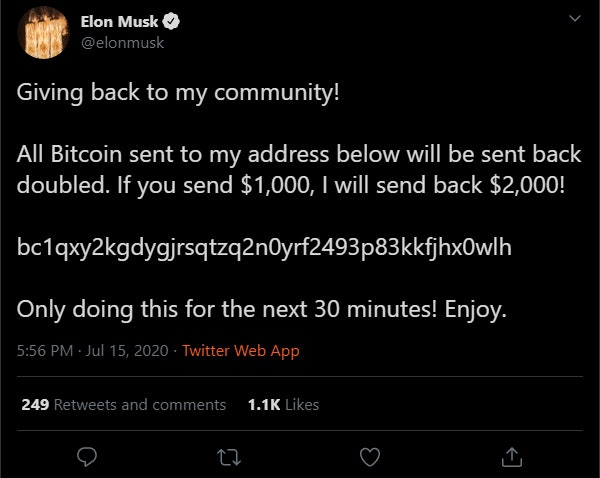 Elon Musk
@elonmusk
Giving back to my community!
All Bitcoin sent to my address below will be sent back
doubled. If you send $1,000, I will send back $2,000!
bc1qxy2kgdygjrsqtzq2n0yrf2493p83kkfjhx0wlh
Only doing this for the next 30 minutes! Enjoy.
5:56 PM · Jul 15, 2020 · Twitter Web App
249 Retweets and comments 1.1K Likes